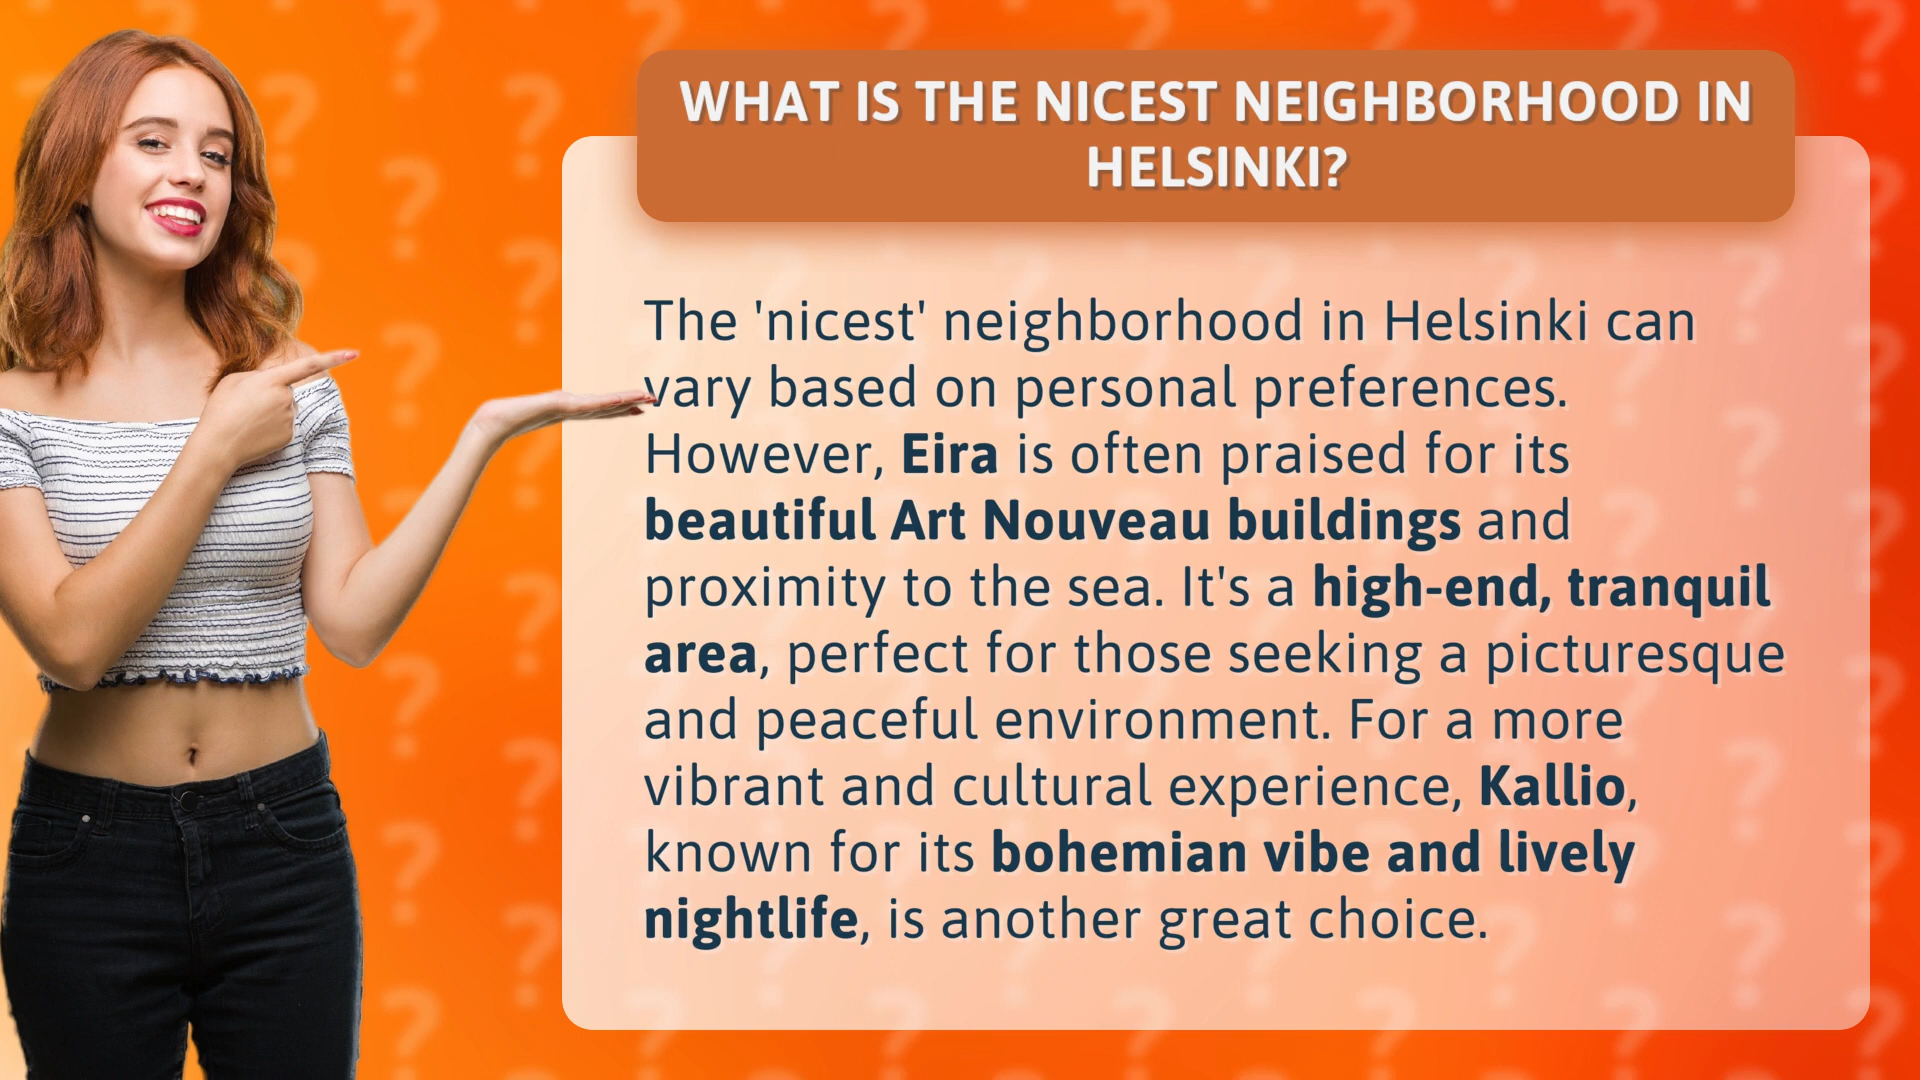 WHAT IS THE NICEST NEIGHBORHOOD IN
HELSINKI?
The 'nicest' neighborhood in Helsinki can
vary based on personal preferences.
However, Eira is often praised for its
beautiful Art Nouveau buildings and
proximity to the sea. It's a high-end, tranquil
area, perfect for those seeking a picturesque
and peaceful environment. For a more
vibrant and cultural experience, Kallio,
known for its bohemian vibe and lively
nightlife, is another great choice.